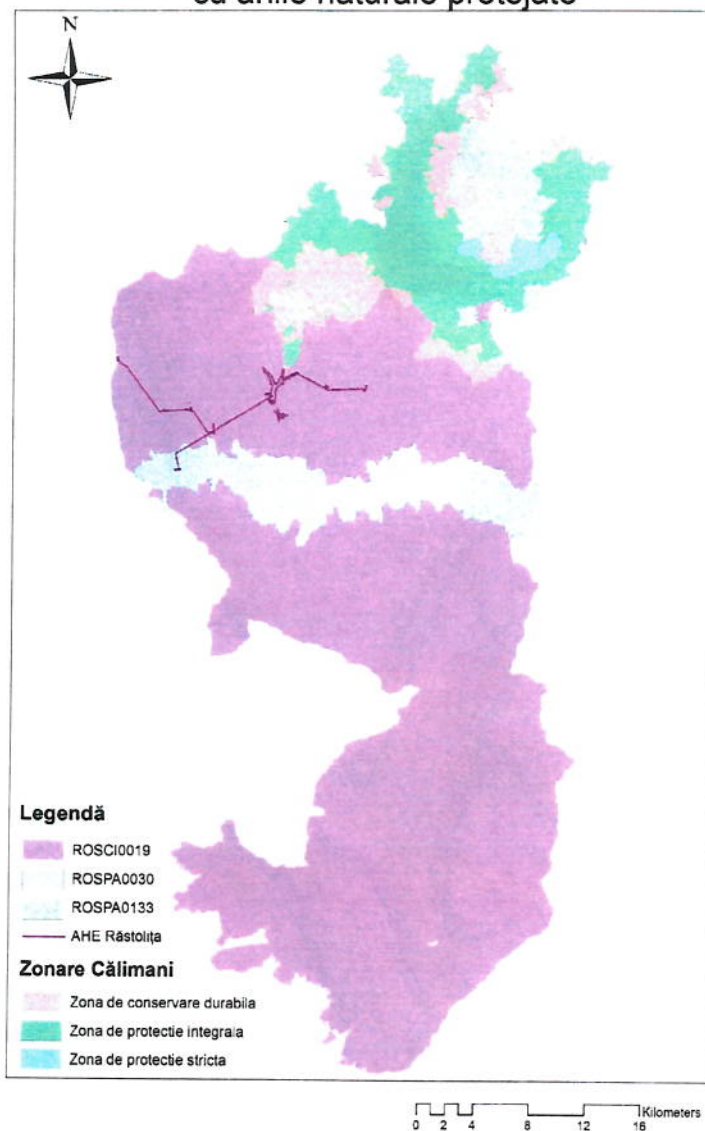 cu ariile naturale protejate
N
Legendă
ROSCI0019
ROSPA0030
ROSPA0133
AHE Răstolița
Zonare Călimani
Zona de conservare durabila
Zona de protectie integrala
Zona de protectie stricta
Kilometers
0 2 4 8 12 16